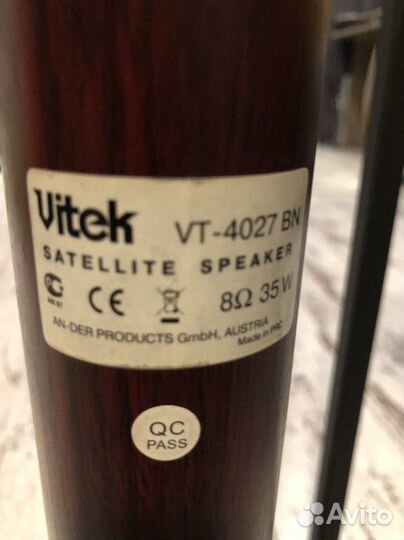 Vitek VT-4027 BN
SATELLITE SPEAKER
CE 8Ω 35W
AN-DER PRODUCTS GmbH, AUSTRIA
Made in PRC
QC
PASS
Avito